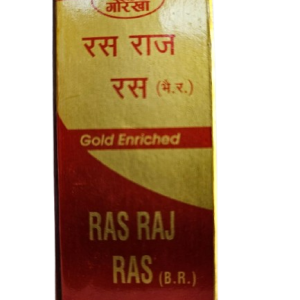 गोरखा
रस राज
रस (भै.र.)
Gold Enriched
RAS RAJ
RAS (B.R.)